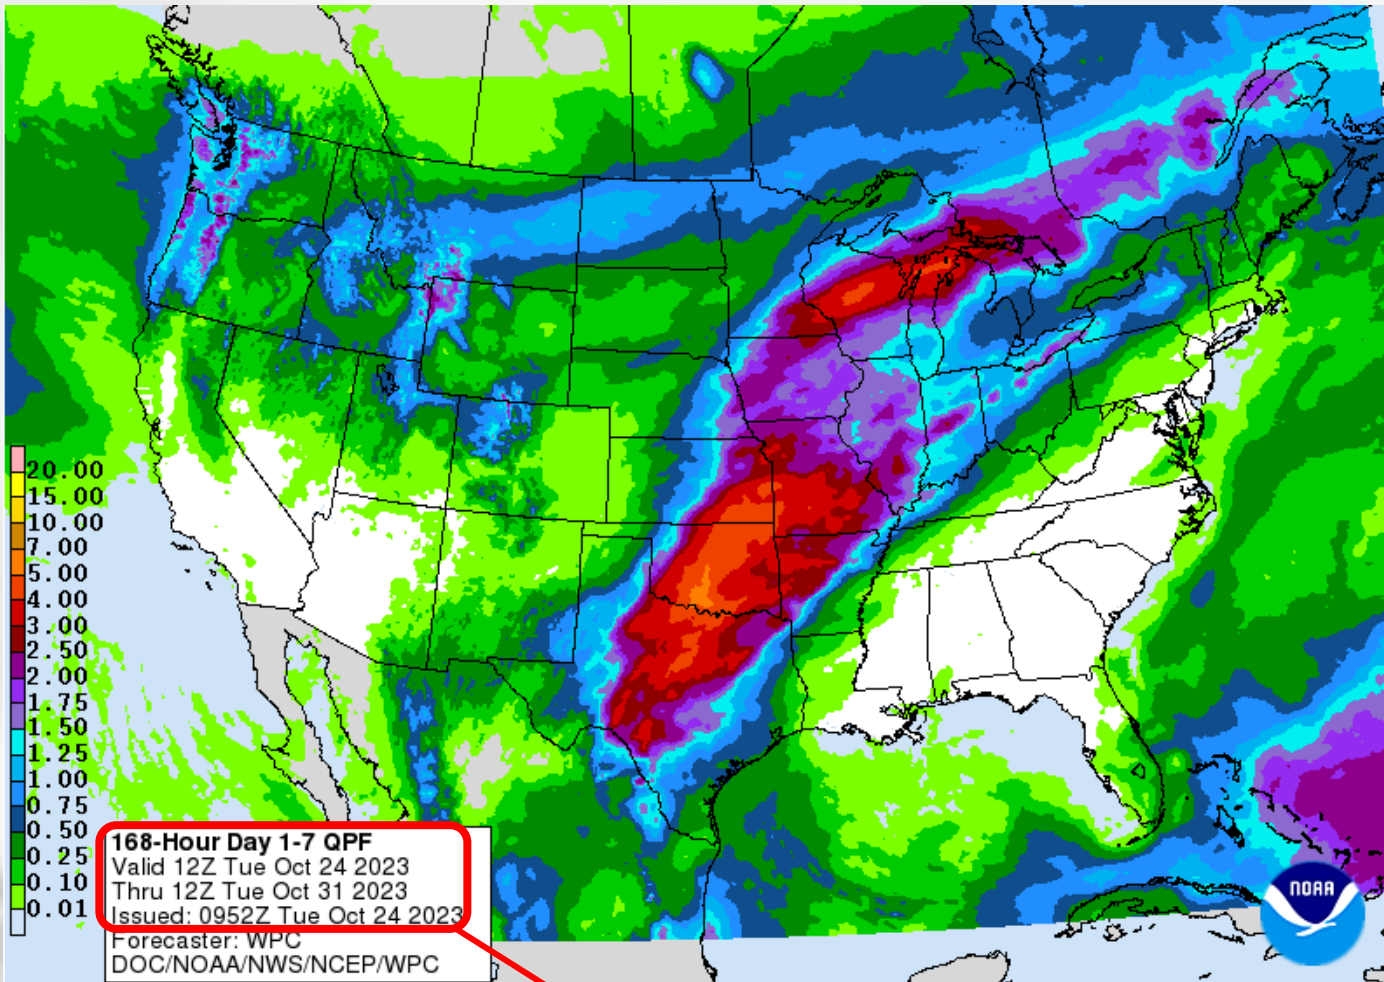 20.00
15.00
10.00
7.00
5.00
4.00
3.00
2.50
2.00
1.75
1.50
1.25
1.00
0.75
0.50
0.25
0.10
0.01
168-Hour Day 1-7 QPF
Valid 12Z Tue Oct 24 2023
Thru 12Z Tue Oct 31 2023
Issued: 0952Z Tue Oct 24 2023
Forecaster: WPC
DOC/NOAA/NWS/NCEP/WPC
NOAA